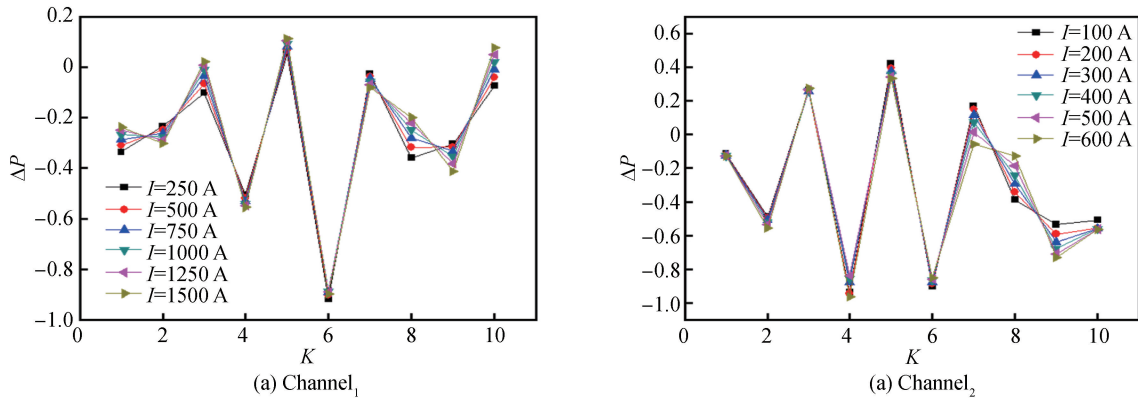 0.2
0
−0.2
−0.4
−0.6
−0.8
−1.0
ΔP
I=250 A
I=500 A
I=750 A
I=1000 A
I=1250 A
I=1500 A
0 2 4 6 8 10
K
(a) Channel₁
0.6
0.4
0.2
0
−0.2
−0.4
−0.6
−0.8
−1.0
ΔP
I=100 A
I=200 A
I=300 A
I=400 A
I=500 A
I=600 A
0 2 4 6 8 10
K
(a) Channel₂